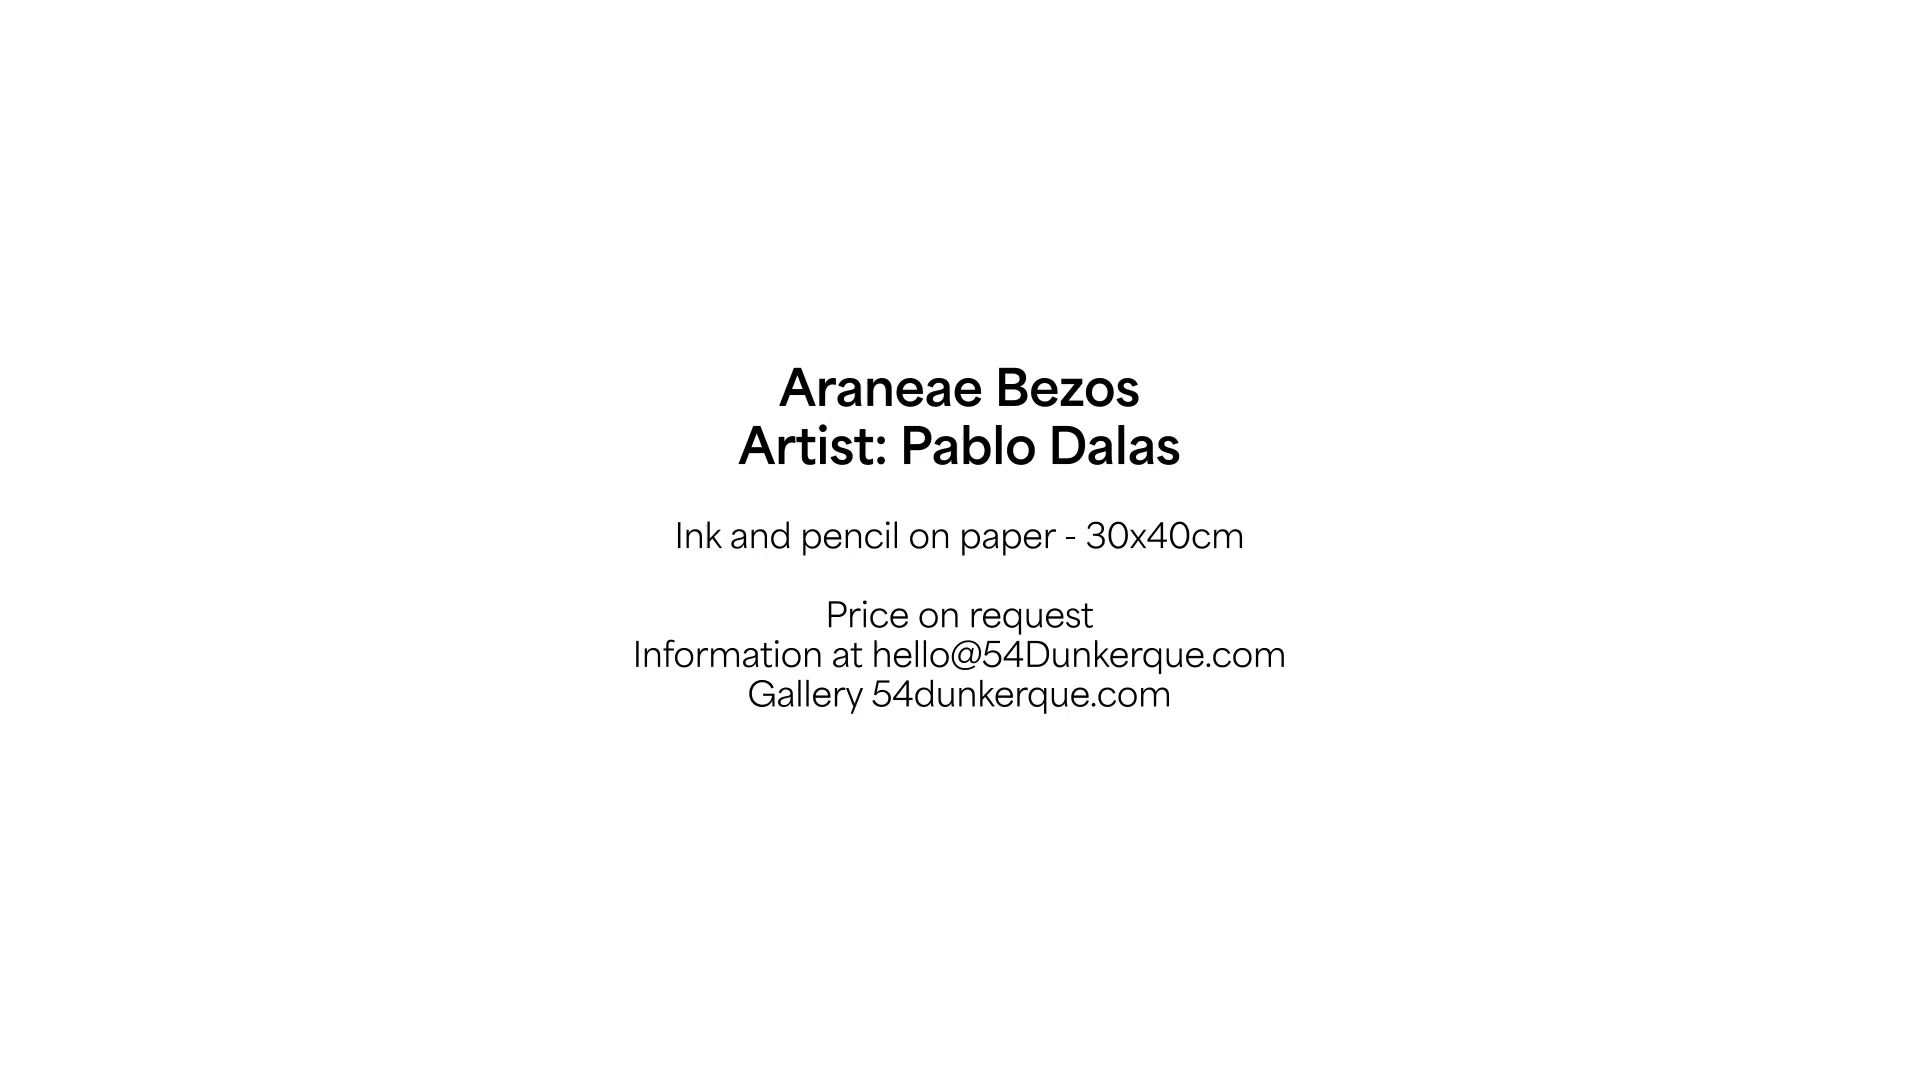 Araneae Bezos
Artist: Pablo Dalas
Ink and pencil on paper - 30x40cm
Price on request
Information at hello@54Dunkerque.com
Gallery 54dunkerque.com